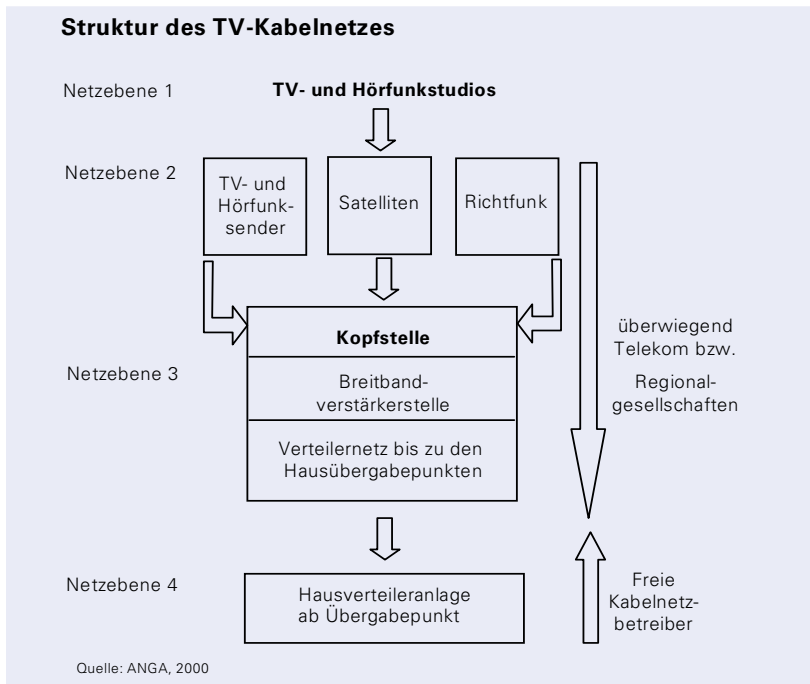 Struktur des TV-Kabelnetzes
Netzebene 1
TV- und Hörfunkstudios
Netzebene 2
TV- und
Hörfunk-
sender
Satelliten
Richtfunk
Kopfstelle
Netzebene 3
Breitband-
verstärkerstelle
Verteilernetz bis zu den
Hausübergabepunkten
überwiegend
Telekom bzw.
Regional-
gesellschaften
Netzebene 4
Hausverteileranlage
ab Übergabepunkt
Freie
Kabelnetz-
betreiber
Quelle: ANGA, 2000